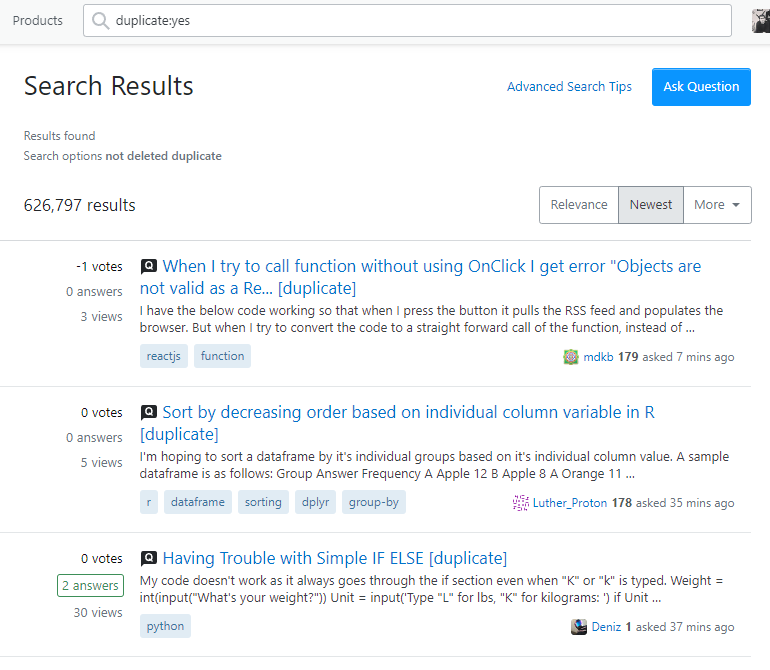 Products
duplicate:yes
Search Results
Advanced Search Tips
Ask Question
Results found
Search options not deleted duplicate
626,797 results
Relevance
Newest
More
-1 votes
0 answers
3 views
Q
When I try to call function without using OnClick I get error "Objects are
not valid as a Re... [duplicate]
I have the below code working so that when I press the button it pulls the RSS feed and populates the
browser. But when I try to convert the code to a straight forward call of the function, instead of ...
reactjs
function
mdkb 179 asked 7 mins ago
0 votes
0 answers
5 views
Q
Sort by decreasing order based on individual column variable in R
[duplicate]
I'm hoping to sort a dataframe by it's individual groups based on it's individual column value. A sample
dataframe is as follows: Group Answer Frequency A Apple 12 B Apple 8 A Orange 11 ...
r
dataframe
sorting
dplyr
group-by
Luther_Proton 178 asked 35 mins ago
0 votes
2 answers
30 views
Q
Having Trouble with Simple IF ELSE [duplicate]
My code doesn't work as it always goes through the if section even when "K" or "k" is typed. Weight =
int(input("What's your weight?")) Unit = input('Type "L" for lbs, "K" for kilograms: ') if Unit ...
python
Deniz 1 asked 37 mins ago